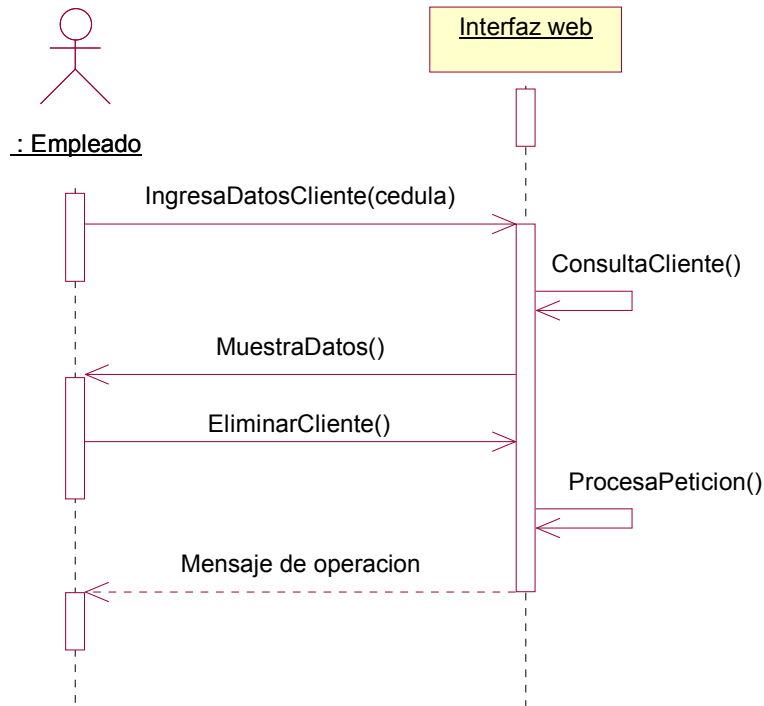 Interfaz web
: Empleado
IngresaDatosCliente(cedula)
ConsultaCliente()
MuestraDatos()
EliminarCliente()
ProcesaPeticion()
Mensaje de operacion